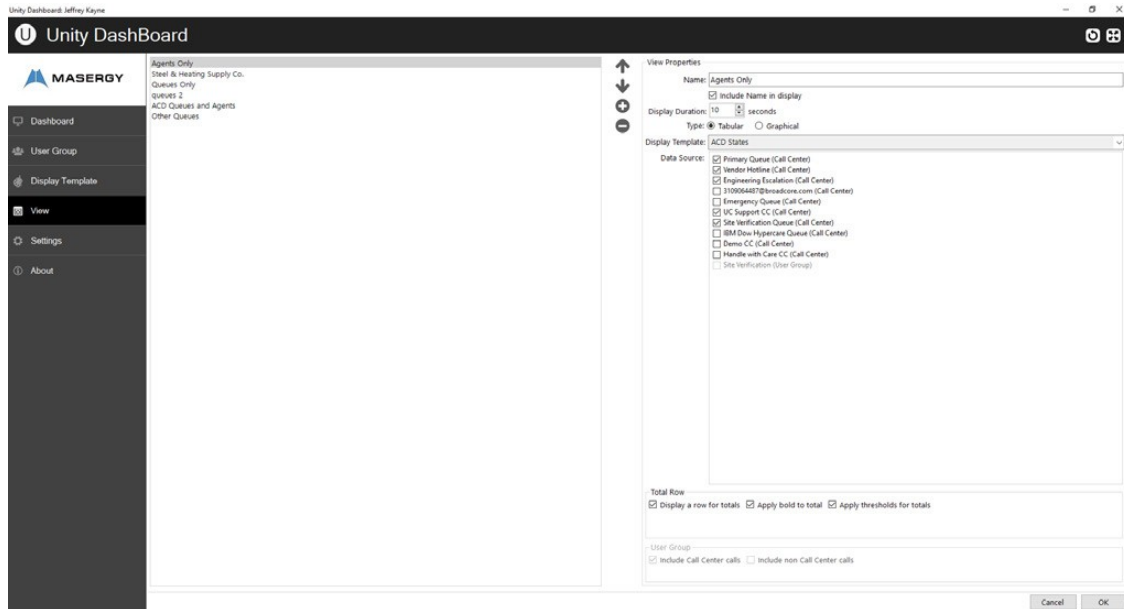 Unity Dashboard: Jeffrey Kayne
U Unity DashBoard
MASERGY
Dashboard
User Group
Display Template
View
Settings
About
Agents Only
Steel & Heating Supply Co.
Queues Only
queues 2
ACD Queues and Agents
Other Queues
View Properties
Name: Agents Only
Include Name in display
Display Duration: 10 seconds
Type: Tabular Graphical
Display Template: ACD States
Data Source: Primary Queue (Call Center)
Vendor Hotline (Call Center)
Engineering Escalation (Call Center)
3109064487@broadcore.com (Call Center)
Emergency Queue (Call Center)
UC Support CC (Call Center)
Site Verification Queue (Call Center)
IBM Dow Hypercare Queue (Call Center)
Demo CC (Call Center)
Handle with Care CC (Call Center)
Site Verification (User Group)
Total Row
Display a row for totals Apply bold to total Apply thresholds for totals
User Group
Include Call Center calls Include non Call Center calls
Cancel OK